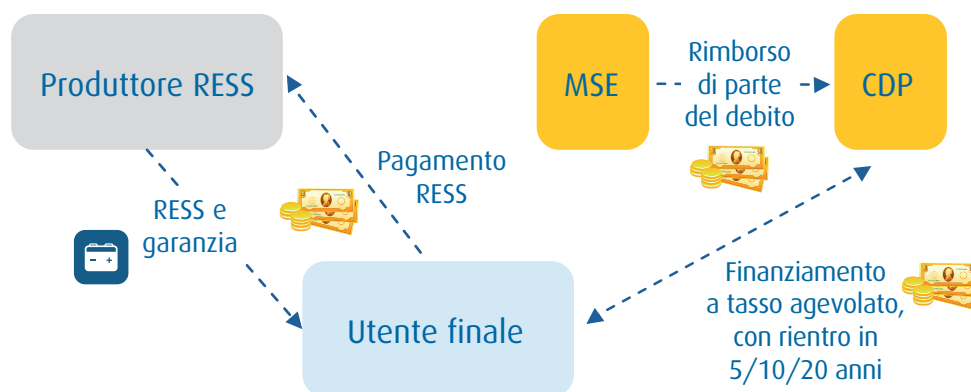 Produttore RESS
MSE
Rimborso
di parte
del debito
CDP
Pagamento
RESS
RESS e
garanzia
Utente finale
Finanziamento
a tasso agevolato,
con rientro in
5/10/20 anni